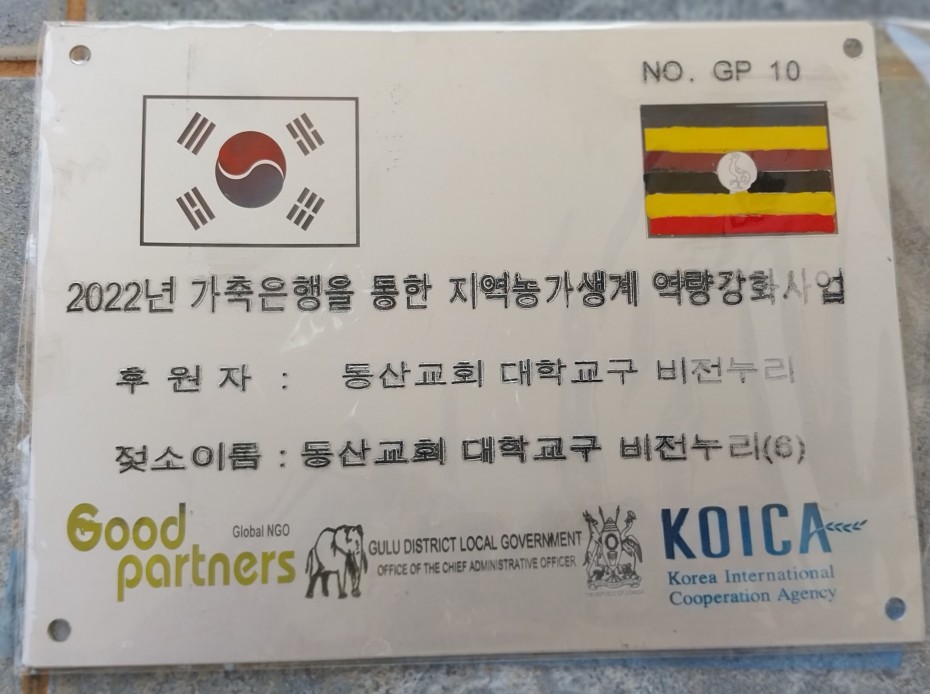 NO. GP 10
2022년 가축은행을 통한 지역농가생계 역량강화사업
후원자 : 동산교회 대학교구 비전누리
젖소이름 : 동산교회 대학교구 비전누리(6)
Good partners
Global NGO
GULU DISTRICT LOCAL GOVERNMENT
OFFICE OF THE CHIEF ADMINISTRATIVE OFFICER
THE REPUBLIC OF UGANDA
KOICA
Korea International
Cooperation Agency